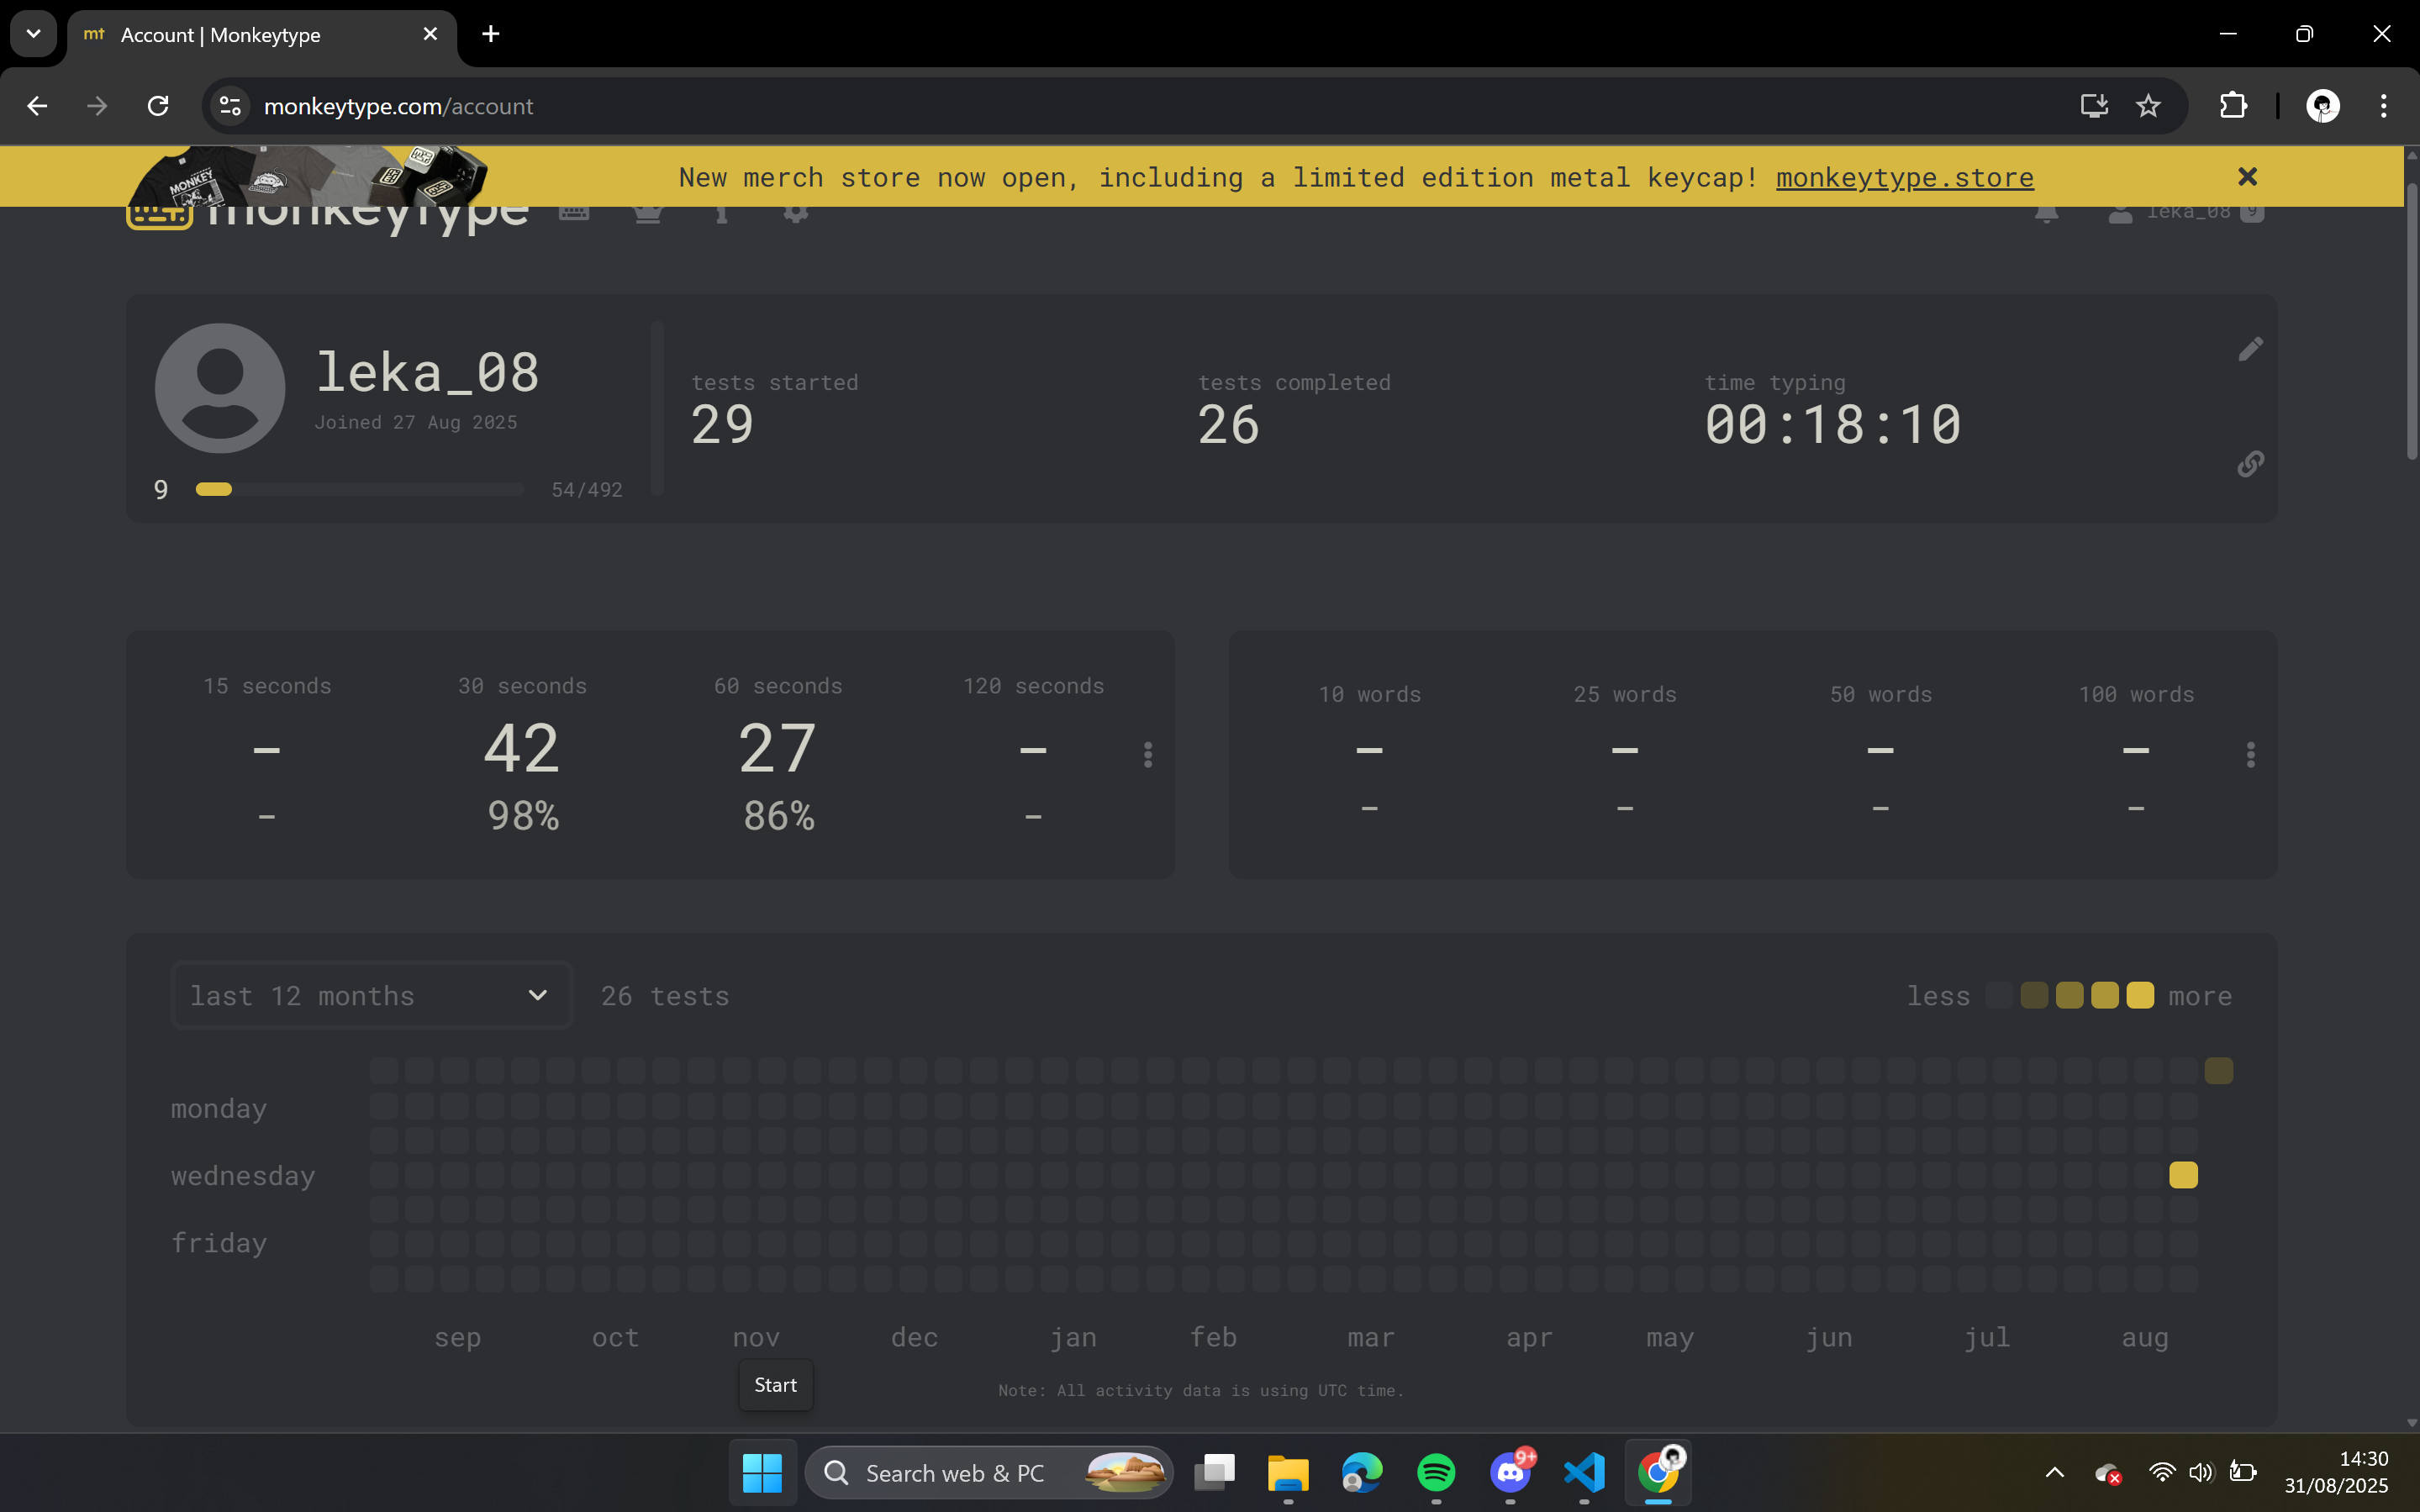 mt Account | Monkeytype
monkeytype.com/account
MONKEY New merch store now open, including a limited edition metal keycap! monkeytype.store
monkeytype leka_08 9
leka_08
Joined 27 Aug 2025
9 54/492
tests started
29
tests completed
26
time typing
00:18:10
15 seconds 30 seconds 60 seconds 120 seconds
- 42 27 -
- 98% 86% -
10 words 25 words 50 words 100 words
- - - -
- - - -
last 12 months 26 tests less more
monday
wednesday
friday
sep oct nov dec jan feb mar apr may jun jul aug
Start
Note: All activity data is using UTC time.
Search web & PC 9+ 14:30
31/08/2025